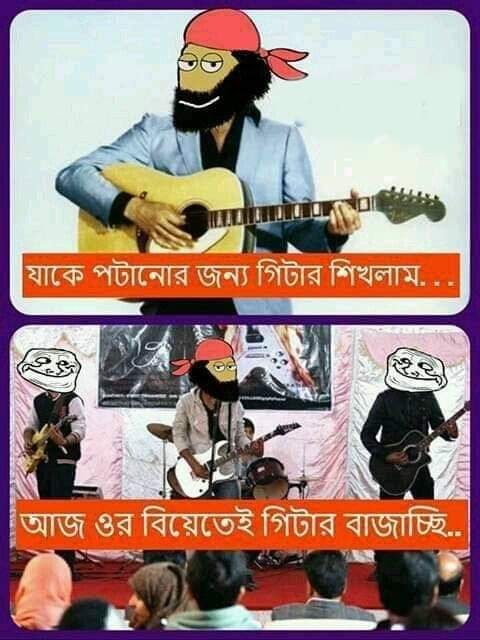 যাকে পটানোর জন্য গিটার শিখলাম. . .
আজ ওর বিয়েতেই গিটার বাজাচ্ছি..